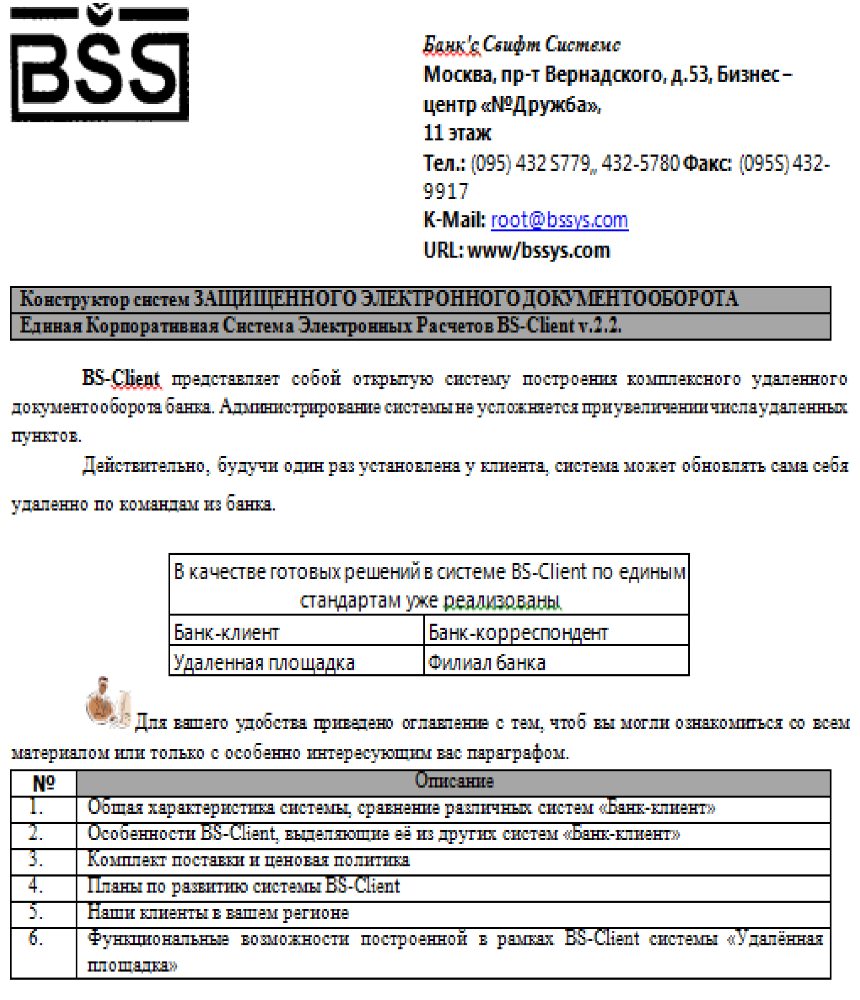 BŠS
Банк'с Свифт Системс
Москва, пр-т Вернадского, д.53, Бизнес –
центр «№Дружба»,
11 этаж
Тел.: (095) 432 S779,, 432-5780 Факс: (095S) 432-
9917
K-Mail: root@bssys.com
URL: www/bssys.com
Конструктор систем ЗАЩИЩЕННОГО ЭЛЕКТРОННОГО ДОКУМЕНТООБОРОТА
Единая Корпоративная Система Электронных Расчетов BS-Client v.2.2.
BS-Client представляет собой открытую систему построения комплексного удаленного
документооборота банка. Администрирование системы не усложняется при увеличении числа удаленных
пунктов.
Действительно, будучи один раз установлена у клиента, система может обновлять сама себя
удаленно по командам из банка.
В качестве готовых решений в системе BS-Client по единым
стандартам уже реализованы
Банк-клиент Банк-корреспондент
Удаленная площадка Филиал банка
Для вашего удобства приведено оглавление с тем, чтоб вы могли ознакомиться со всем
материалом или только с особенно интересующим вас параграфом.
№ Описание
1. Общая характеристика системы, сравнение различных систем «Банк-клиент»
2. Особенности BS-Client, выделяющие её из других систем «Банк-клиент»
3. Комплект поставки и ценовая политика
4. Планы по развитию системы BS-Client
5. Наши клиенты в вашем регионе
6. Функциональные возможности построенной в рамках BS-Client системы «Удалённая
площадка»